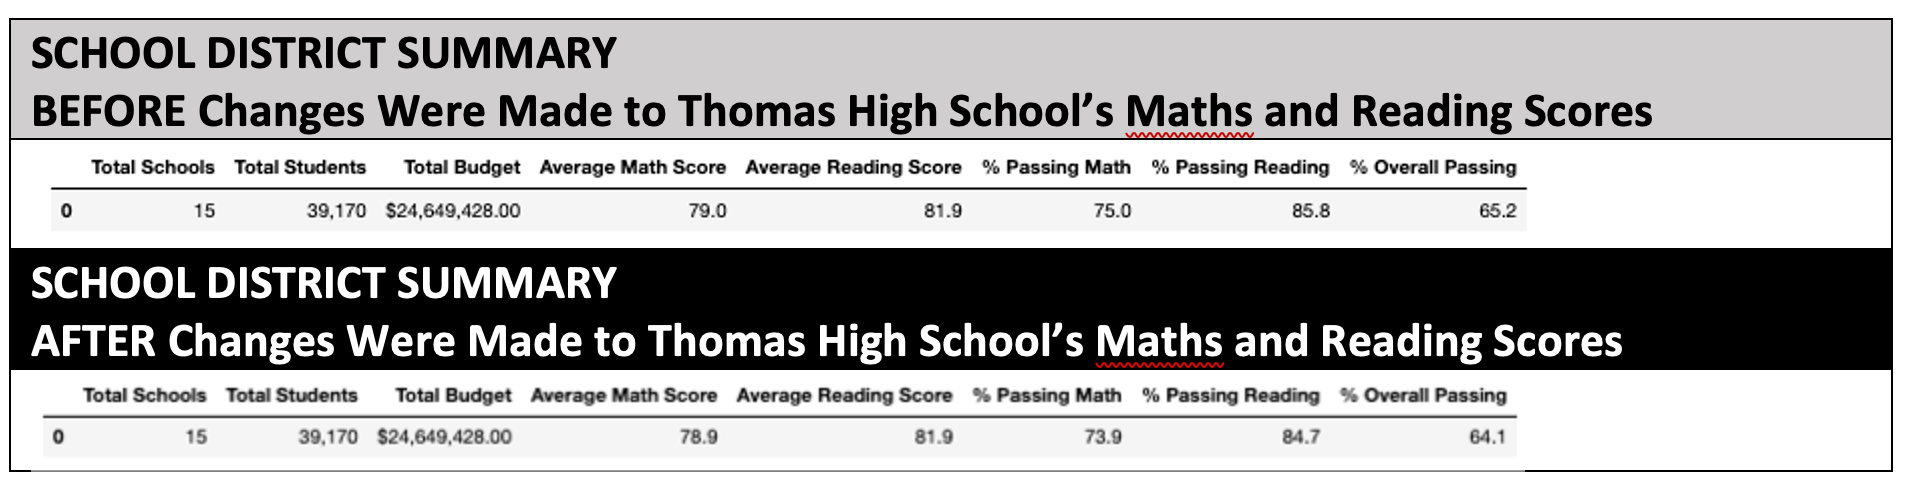 SCHOOL DISTRICT SUMMARY
BEFORE Changes Were Made to Thomas High School’s Maths and Reading Scores
Total Schools Total Students Total Budget Average Math Score Average Reading Score % Passing Math % Passing Reading % Overall Passing
0 15 39,170 $24,649,428.00 79.0 81.9 75.0 85.8 65.2
SCHOOL DISTRICT SUMMARY
AFTER Changes Were Made to Thomas High School’s Maths and Reading Scores
Total Schools Total Students Total Budget Average Math Score Average Reading Score % Passing Math % Passing Reading % Overall Passing
0 15 39,170 $24,649,428.00 78.9 81.9 73.9 84.7 64.1